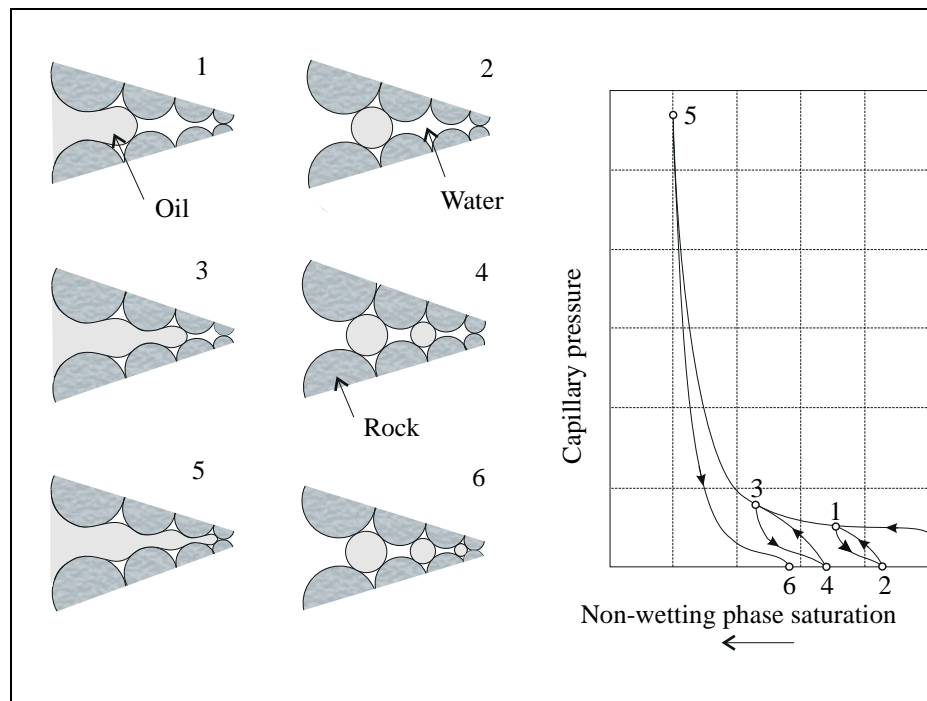 1
2
Oil
Water
3
4
Rock
5
6
Capillary pressure
5
3
1
6
4
2
Non-wetting phase saturation